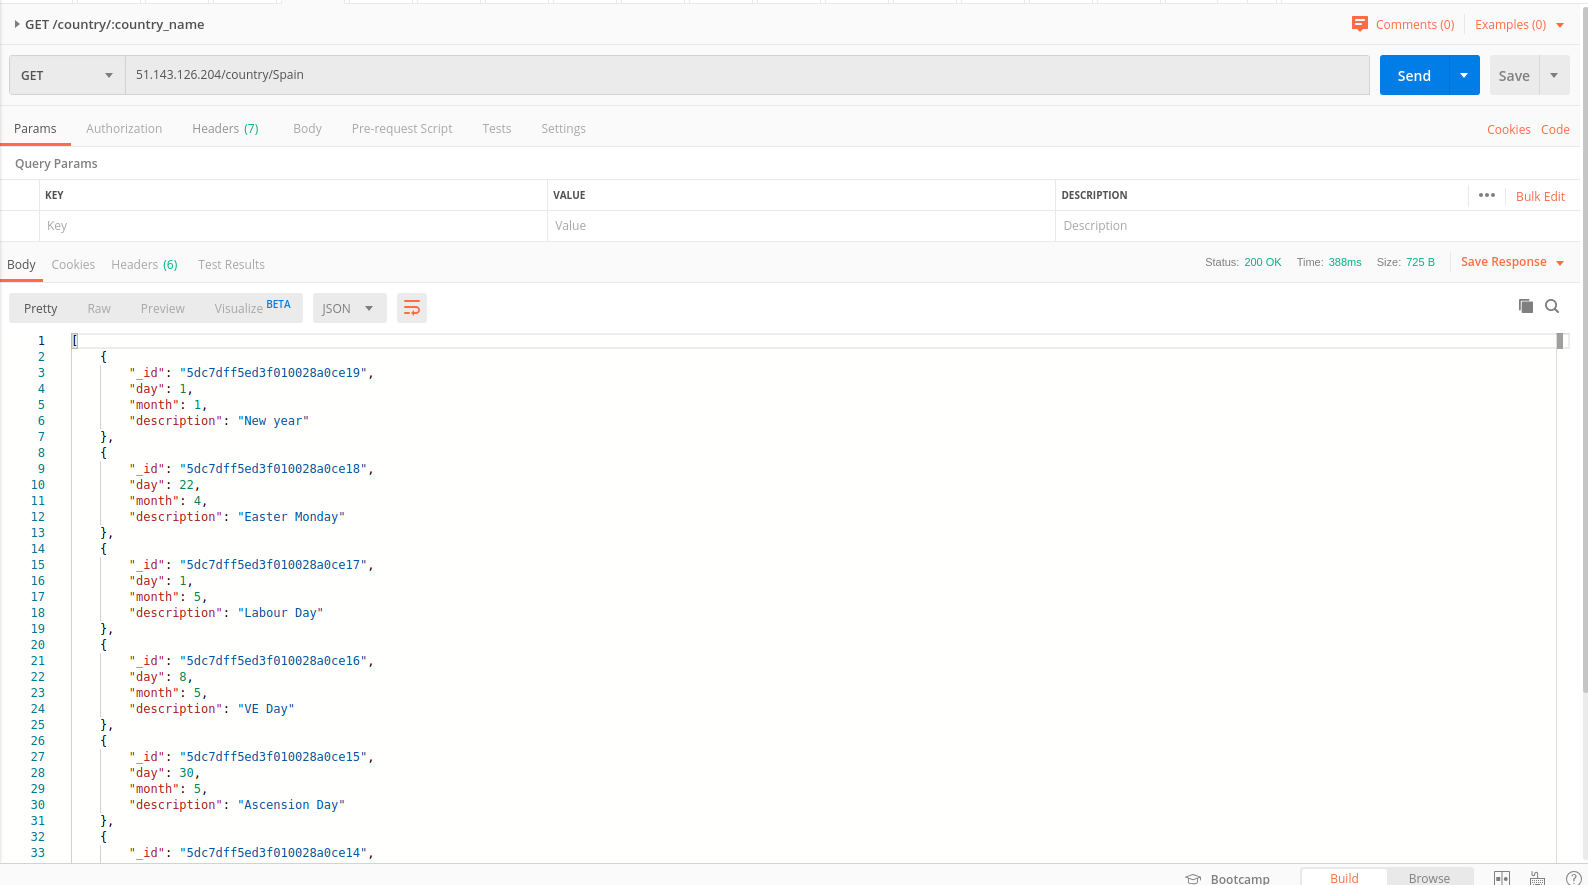 GET /country/:country_name
Comments (0) Examples (0)
GET 51.143.126.204/country/Spain Send Save
Params Authorization Headers (7) Body Pre-request Script Tests Settings Cookies Code
Query Params
KEY VALUE DESCRIPTION ••• Bulk Edit
Key Value Description
Body Cookies Headers (6) Test Results Status: 200 OK Time: 388ms Size: 725 B Save Response
Pretty Raw Preview Visualize BETA JSON
1 [
2 {
3 "_id": "5dc7dff5ed3f010028a0ce19",
4 "day": 1,
5 "month": 1,
6 "description": "New year"
7 },
8 {
9 "_id": "5dc7dff5ed3f010028a0ce18",
10 "day": 22,
11 "month": 4,
12 "description": "Easter Monday"
13 },
14 {
15 "_id": "5dc7dff5ed3f010028a0ce17",
16 "day": 1,
17 "month": 5,
18 "description": "Labour Day"
19 },
20 {
21 "_id": "5dc7dff5ed3f010028a0ce16",
22 "day": 8,
23 "month": 5,
24 "description": "VE Day"
25 },
26 {
27 "_id": "5dc7dff5ed3f010028a0ce15",
28 "day": 30,
29 "month": 5,
30 "description": "Ascension Day"
31 },
32 {
33 "_id": "5dc7dff5ed3f010028a0ce14",
Bootcamp Build Browse ?